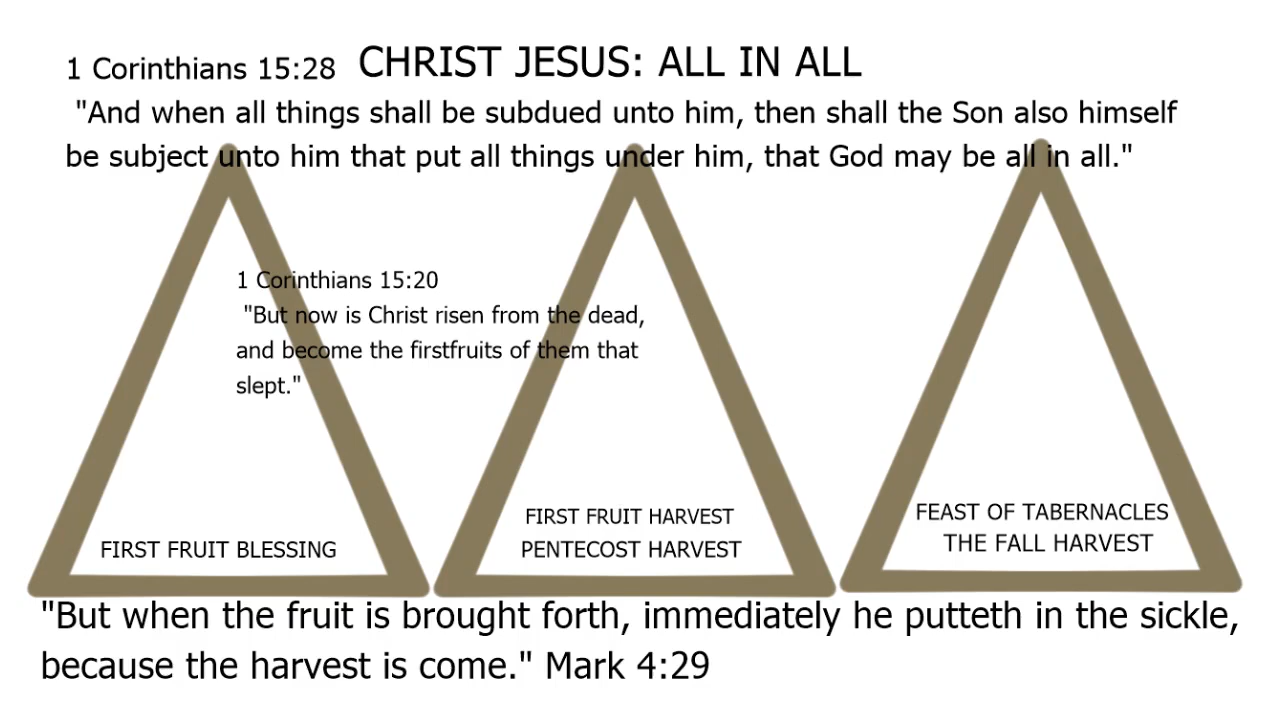 1 Corinthians 15:28 CHRIST JESUS: ALL IN ALL
"And when all things shall be subdued unto him, then shall the Son also himself
be subject unto him that put all things under him, that God may be all in all."
1 Corinthians 15:20
"But now is Christ risen from the dead,
and become the firstfruits of them that
slept."
FIRST FRUIT BLESSING
FIRST FRUIT HARVEST
PENTECOST HARVEST
FEAST OF TABERNACLES
THE FALL HARVEST
"But when the fruit is brought forth, immediately he putteth in the sickle,
because the harvest is come." Mark 4:29